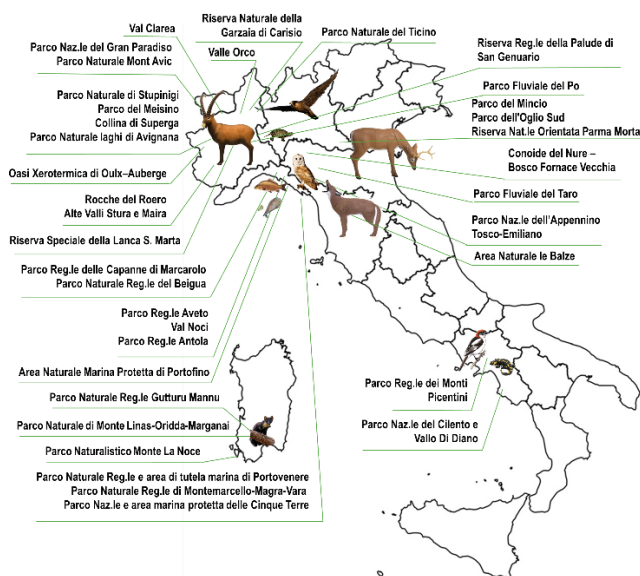 Val Clarea
Parco Naz.le del Gran Paradiso
Parco Naturale Mont Avic
Parco Naturale di Stupinigi
Parco del Meisino
Collina di Superga
Parco Naturale laghi di Avignana
Oasi Xerotermica di Oulx–Auberge
Rocche del Roero
Alte Valli Stura e Maira
Riserva Speciale della Lanca S. Marta
Parco Reg.le delle Capanne di Marcarolo
Parco Naturale Reg.le del Beigua
Parco Reg.le Aveto
Val Noci
Parco Reg.le Antola
Area Naturale Marina Protetta di Portofino
Parco Naturale Reg.le Gutturu Mannu
Parco Naturale di Monte Linas-Oridda-Marganai
Parco Naturalistico Monte La Noce
Parco Naturale Reg.le e area di tutela marina di Portovenere
Parco Naturale Reg.le di Montemarcello-Magra-Vara
Parco Naz.le e area marina protetta delle Cinque Terre
Riserva Naturale della
Garzaia di Carisio
Valle Orco
Parco Naturale del Ticino
Riserva Reg.le della Palude di
San Genuario
Parco Fluviale del Po
Parco del Mincio
Parco dell'Oglio Sud
Riserva Nat.le Orientata Parma Morta
Conoide del Nure –
Bosco Fornace Vecchia
Parco Fluviale del Taro
Parco Naz.le dell'Appennino
Tosco-Emiliano
Area Naturale le Balze
Parco Reg.le dei Monti
Picentini
Parco Naz.le del Cilento e
Vallo Di Diano